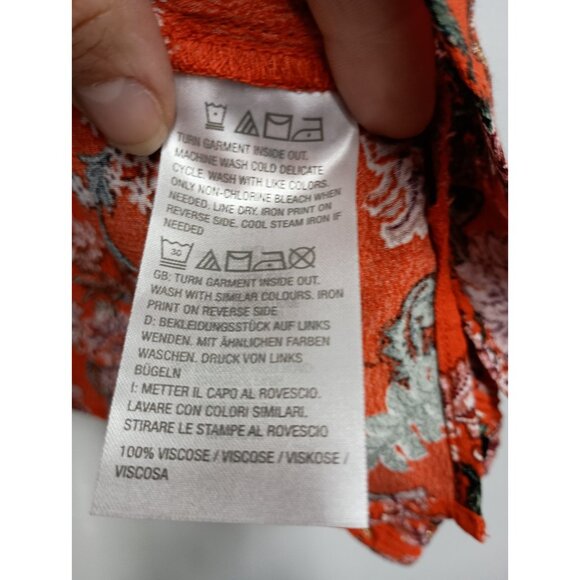 TURN GARMENT INSIDE OUT.
MACHINE WASH COLD DELICATE
CYCLE. WASH WITH LIKE COLORS.
ONLY NON-CHLORINE BLEACH WHEN
NEEDED. LINE DRY. IRON PRINT ON
REVERSE SIDE. COOL STEAM IRON IF
NEEDED
30
GB: TURN GARMENT INSIDE OUT.
WASH WITH SIMILAR COLOURS. IRON
PRINT ON REVERSE SIDE
D: BEKLEIDUNGSSTÜCK AUF LINKS
WENDEN. MIT ÄHNLICHEN FARBEN
WASCHEN. DRUCK VON LINKS
BÜGELN
I: METTER IL CAPO AL ROVESCIO.
LAVARE CON COLORI SIMILARI.
STIRARE LE STAMPE AL ROVESCIO
100% VISCOSE / VISCOSE / VISKOSE /
VISCOSA